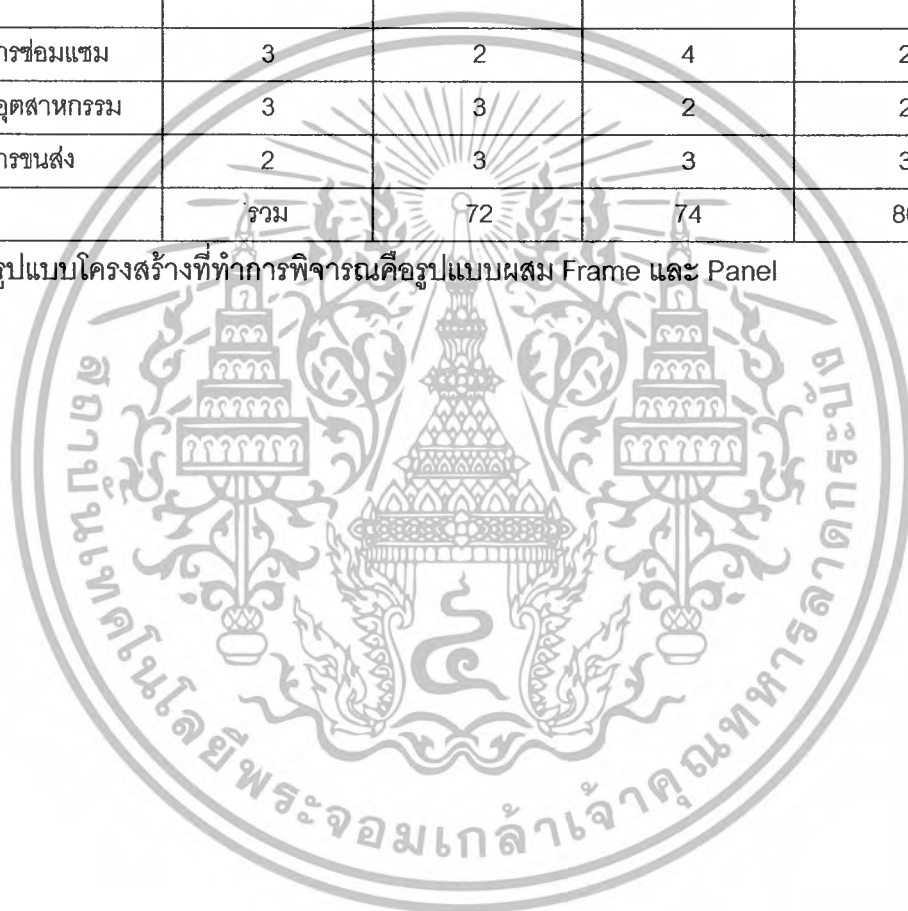 การซ่อมแซม 3 2 4 2
อุตสาหกรรม 3 3 2 2
การขนส่ง 2 3 3 3
รวม 72 74
รูปแบบโครงสร้างที่ทำการพิจารณคือรูปแบบผสม Frame และ Panel
สถาบันเทคโนโลยีพระจอมเกล้าเจ้าคุณทหารลาดกระบัง